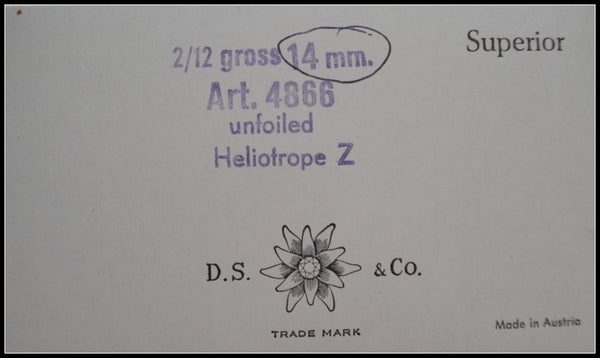 Superior
2/12 gross 14 mm.
Art. 4866
unfoiled
Heliotrope Z
D.S. & Co.
TRADE MARK
Made in Austria